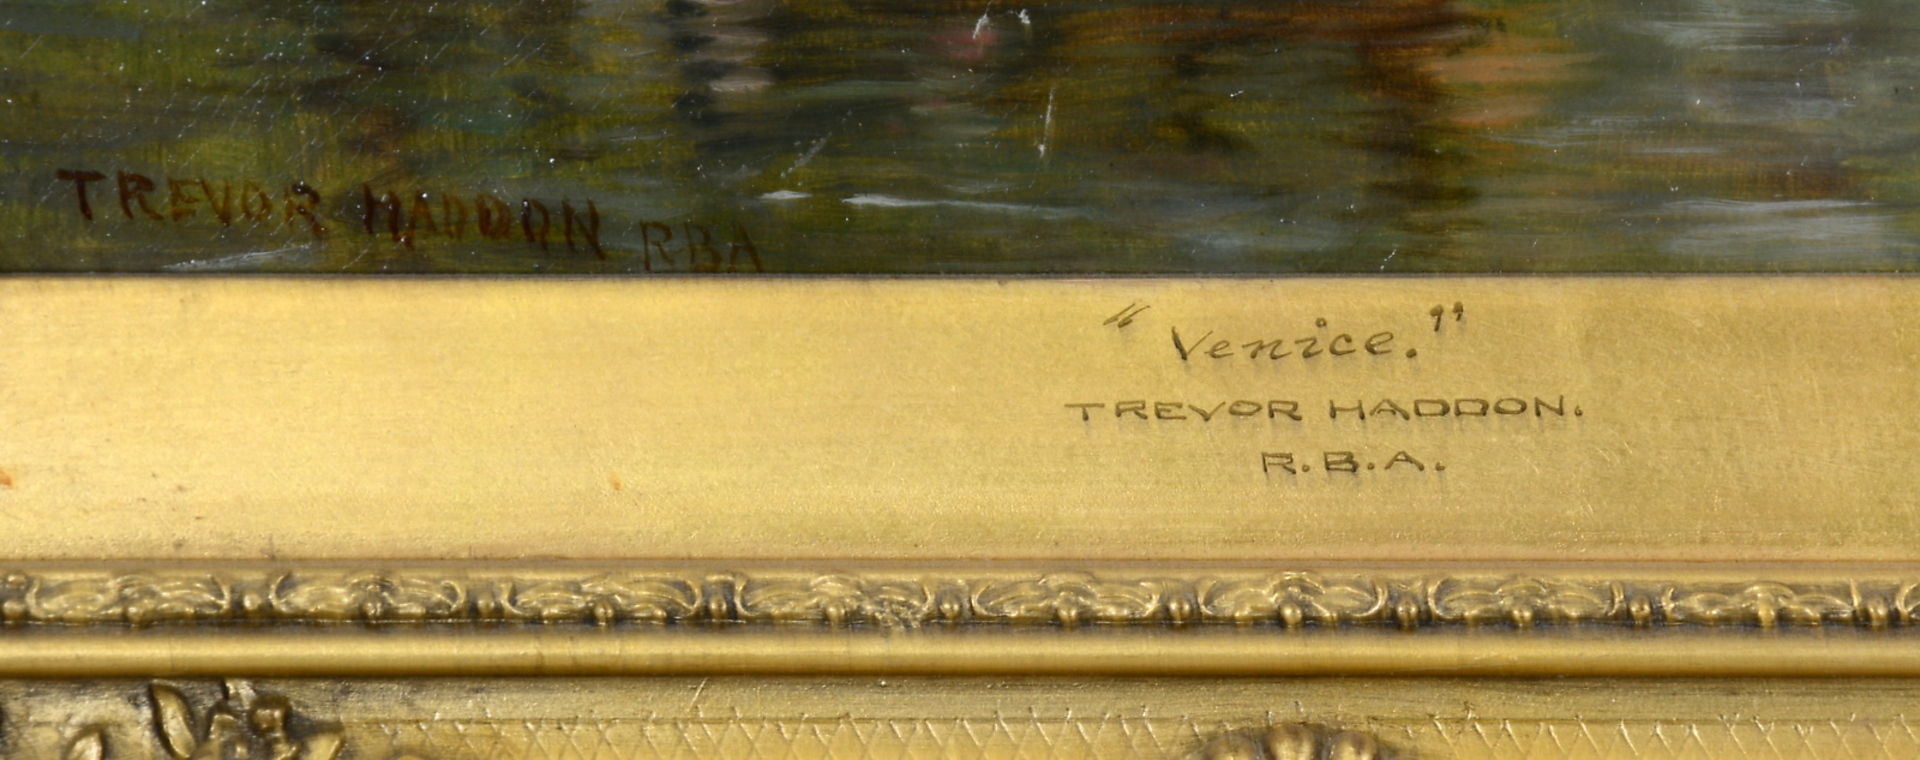 TREVOR HADDON RBA
"Venice."
TREVOR HADDON.
R.B.A.